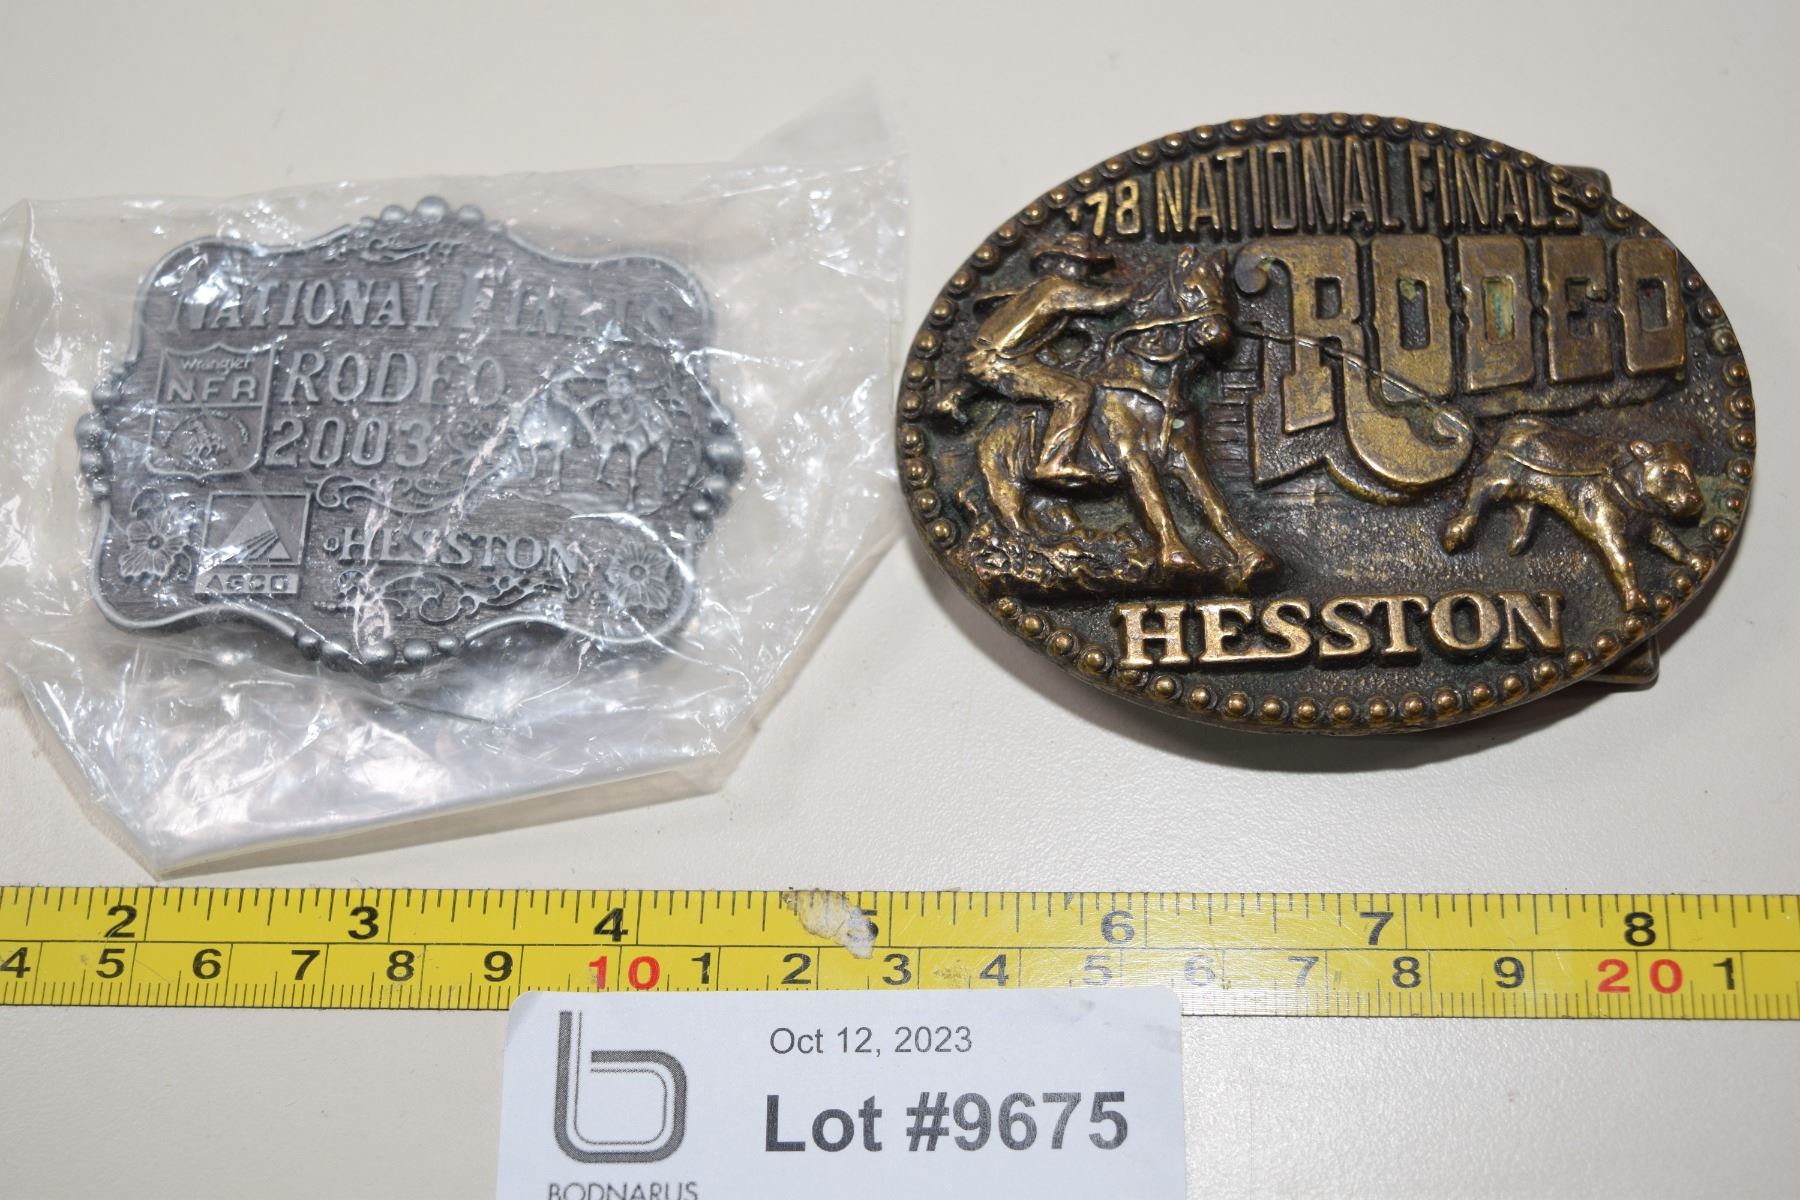 NATIONAL FINALS
Wrangler
NFR
RODEO
2003
HESSTON
AGCO
'78 NATIONAL FINALS
RODEO
HESSTON
2 3 4 5 6 7 8
4 5 6 7 8 9 10 1 2 3 4 5 6 7 8 9 20 1
Oct 12, 2023
Lot #9675
BODNARUS